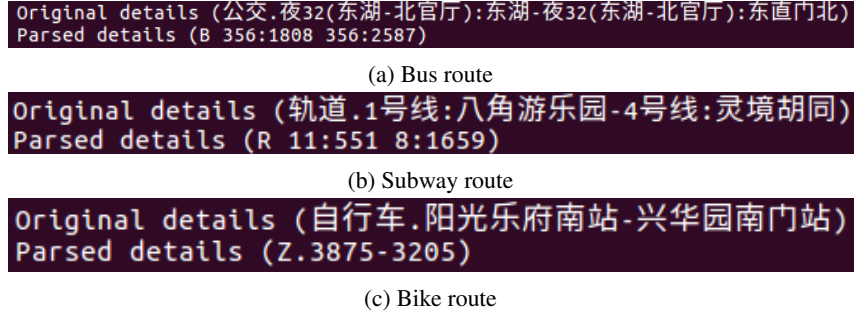 Original details (公交.夜32(东湖-北官厅):东湖-夜32(东湖-北官厅):东直门北)
Parsed details (B 356:1808 356:2587)
(a) Bus route
Original details (轨道.1号线:八角游乐园-4号线:灵境胡同)
Parsed details (R 11:551 8:1659)
(b) Subway route
Original details (自行车.阳光乐府南站-兴华园南门站)
Parsed details (Z.3875-3205)
(c) Bike route